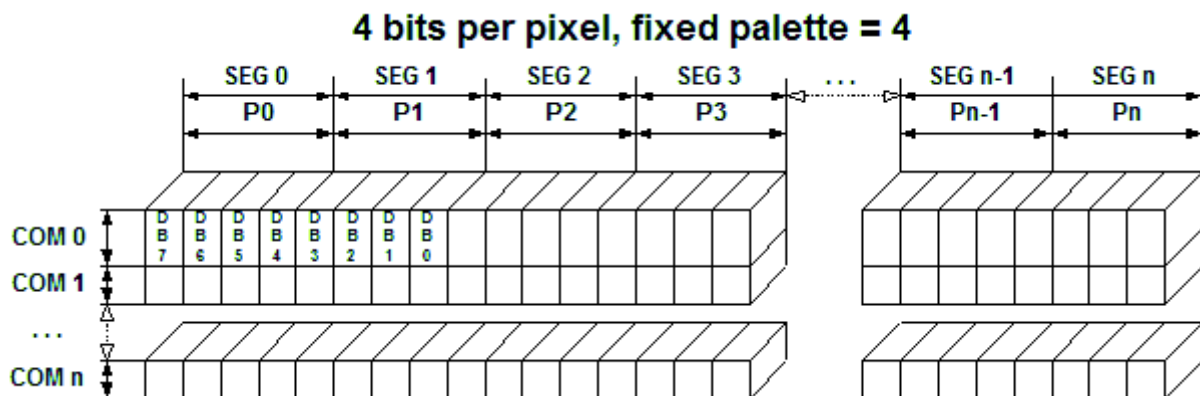 4 bits per pixel, fixed palette = 4
SEG 0 SEG 1 SEG 2 SEG 3 ... SEG n-1 SEG n
P0 P1 P2 P3 Pn-1 Pn
COM 0 DB7 DB6 DB5 DB4 DB3 DB2 DB1 DB0
COM 1
...
COM n